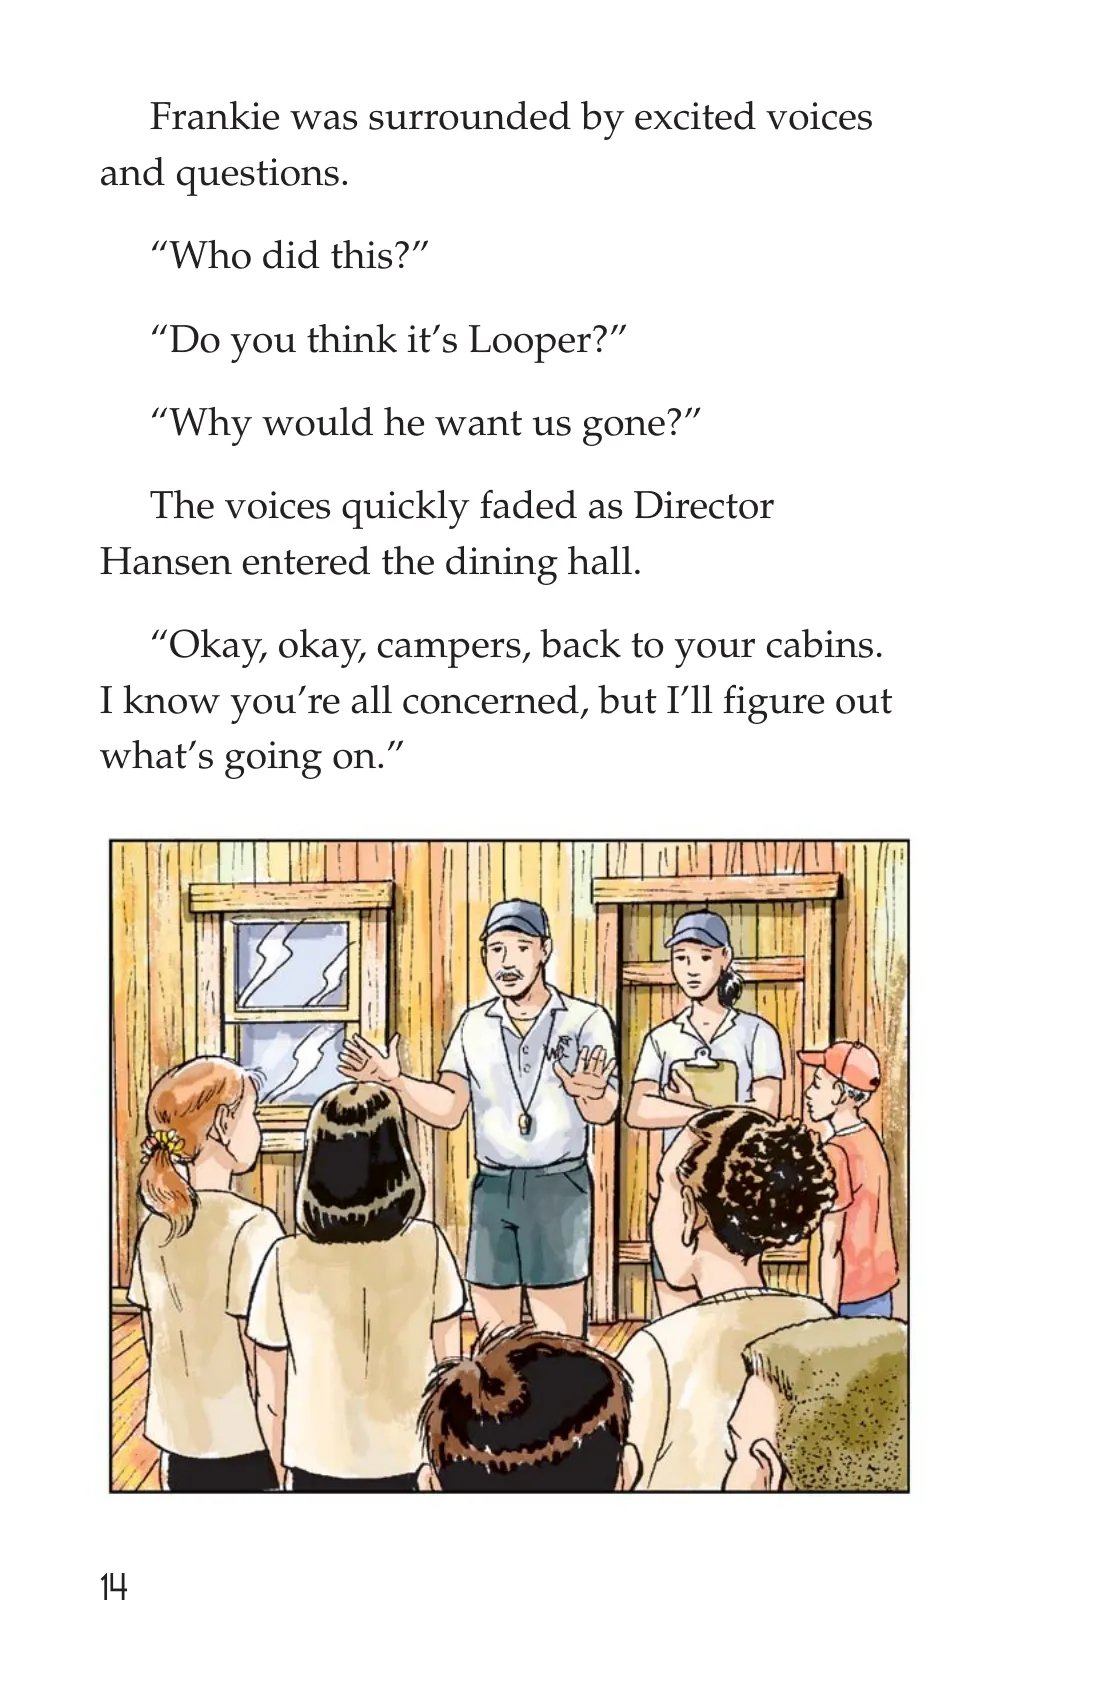 Frankie was surrounded by excited voices
and questions.
“Who did this?”
“Do you think it’s Looper?”
“Why would he want us gone?”
The voices quickly faded as Director
Hansen entered the dining hall.
“Okay, okay, campers, back to your cabins.
I know you’re all concerned, but I’ll figure out
what’s going on.”
14